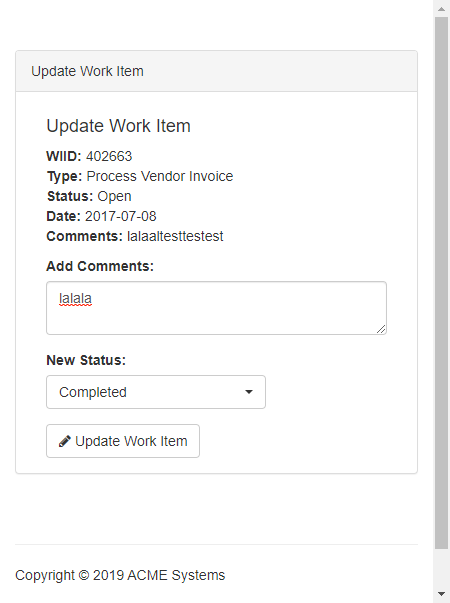 Update Work Item
Update Work Item
WIID: 402663
Type: Process Vendor Invoice
Status: Open
Date: 2017-07-08
Comments: lalaaltesttestest
Add Comments:
lalala
New Status:
Completed
Update Work Item
Copyright © 2019 ACME Systems